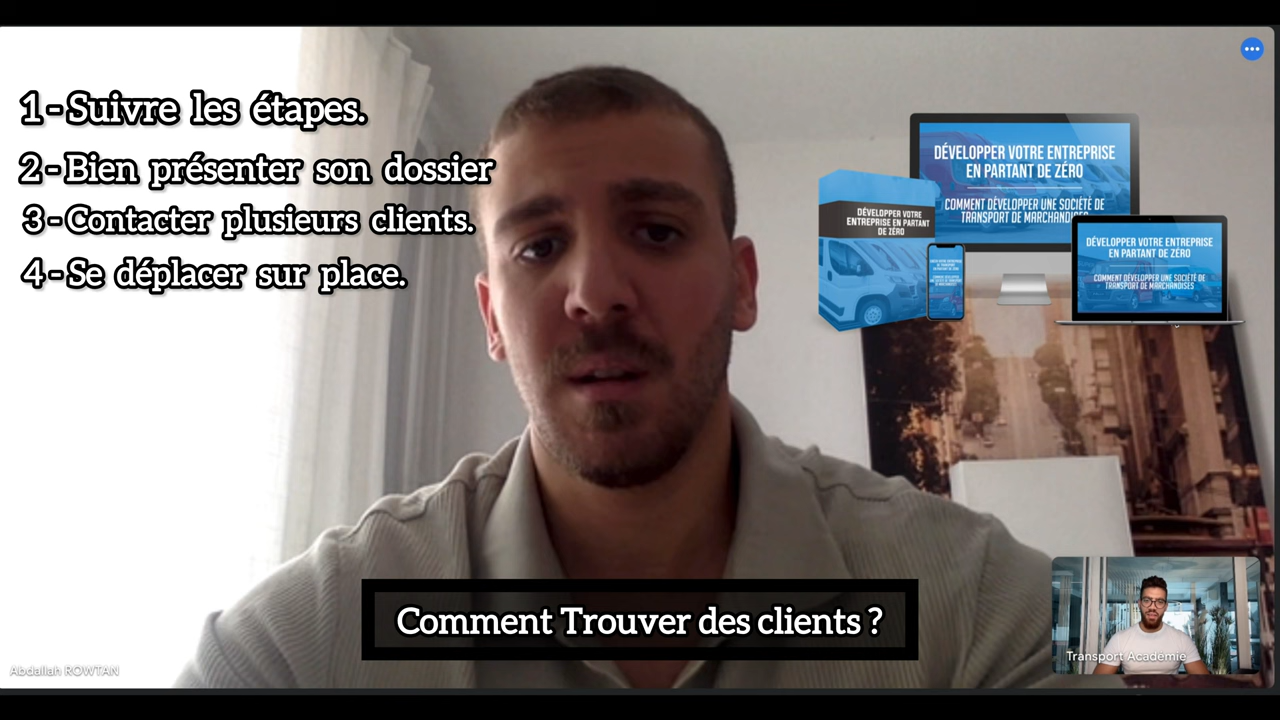 1-Suivre les étapes.
2-Bien présenter son dossier
3-Contacter plusieurs clients.
4-Se déplacer sur place.
DÉVELOPPER VOTRE ENTREPRISE
EN PARTANT DE ZÉRO
COMMENT DÉVELOPPER UNE SOCIÉTÉ DE
TRANSPORT DE MARCHANDISES
DÉVELOPPER VOTRE
ENTREPRISE EN PARTANT
DE ZÉRO
DÉVELOPPER VOTRE ENTREPRISE
EN PARTANT DE ZÉRO
COMMENT DÉVELOPPER UNE SOCIÉTÉ DE
TRANSPORT DE MARCHANDISES
Comment Trouver des clients ?
Abdallah ROWTAN
Transport Academie